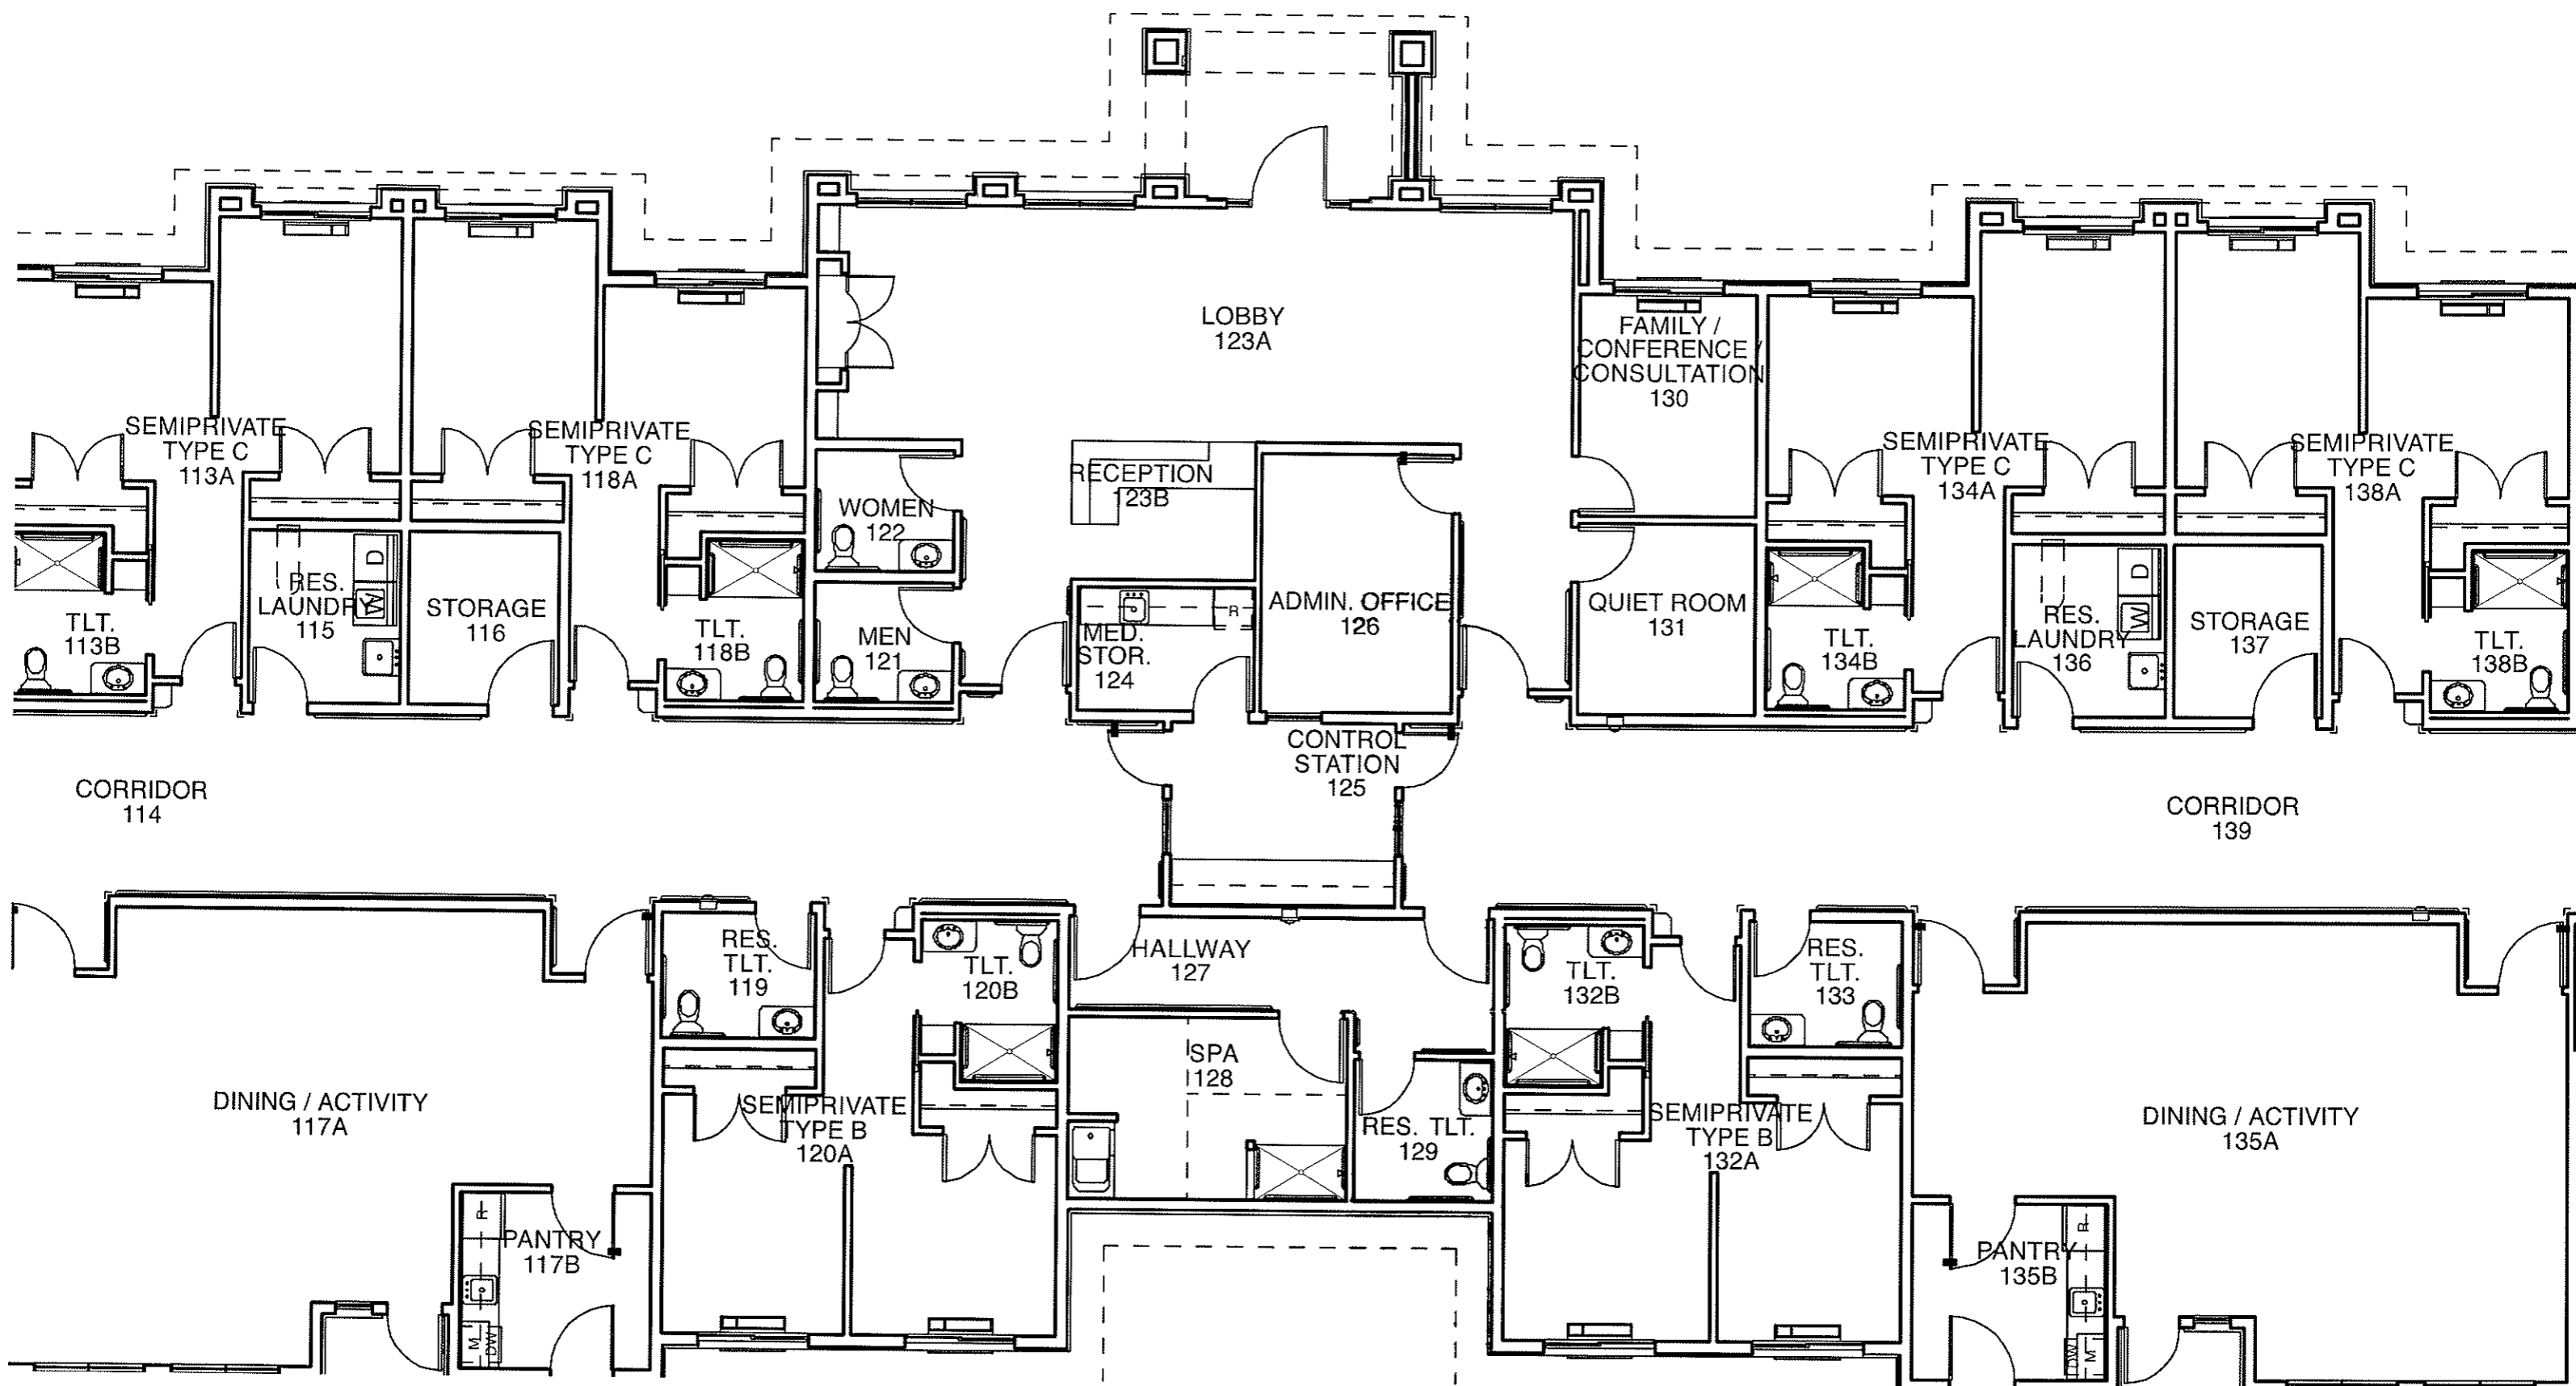 LOBBY
123A
FAMILY /
CONFERENCE /
CONSULTATION
130
SEMIPRIVATE
TYPE C
113A
SEMIPRIVATE
TYPE C
118A
RECEPTION
123B
WOMEN
122
SEMIPRIVATE
TYPE C
134A
SEMIPRIVATE
TYPE C
138A
D
W
RES.
LAUNDRY
115
STORAGE
116
TLT.
113B
TLT.
118B
MEN
121
R
MED.
STOR.
124
ADMIN. OFFICE
126
QUIET ROOM
131
TLT.
134B
D
W
RES.
LAUNDRY
136
STORAGE
137
TLT.
138B
CONTROL
STATION
125
CORRIDOR
114
CORRIDOR
139
RES.
TLT.
119
TLT.
120B
HALLWAY
127
TLT.
132B
RES.
TLT.
133
SPA
128
DINING / ACTIVITY
117A
SEMIPRIVATE
TYPE B
120A
RES. TLT.
129
SEMIPRIVATE
TYPE B
132A
DINING / ACTIVITY
135A
R
PANTRY
117B
M
DW
R
PANTRY
135B
DW
M